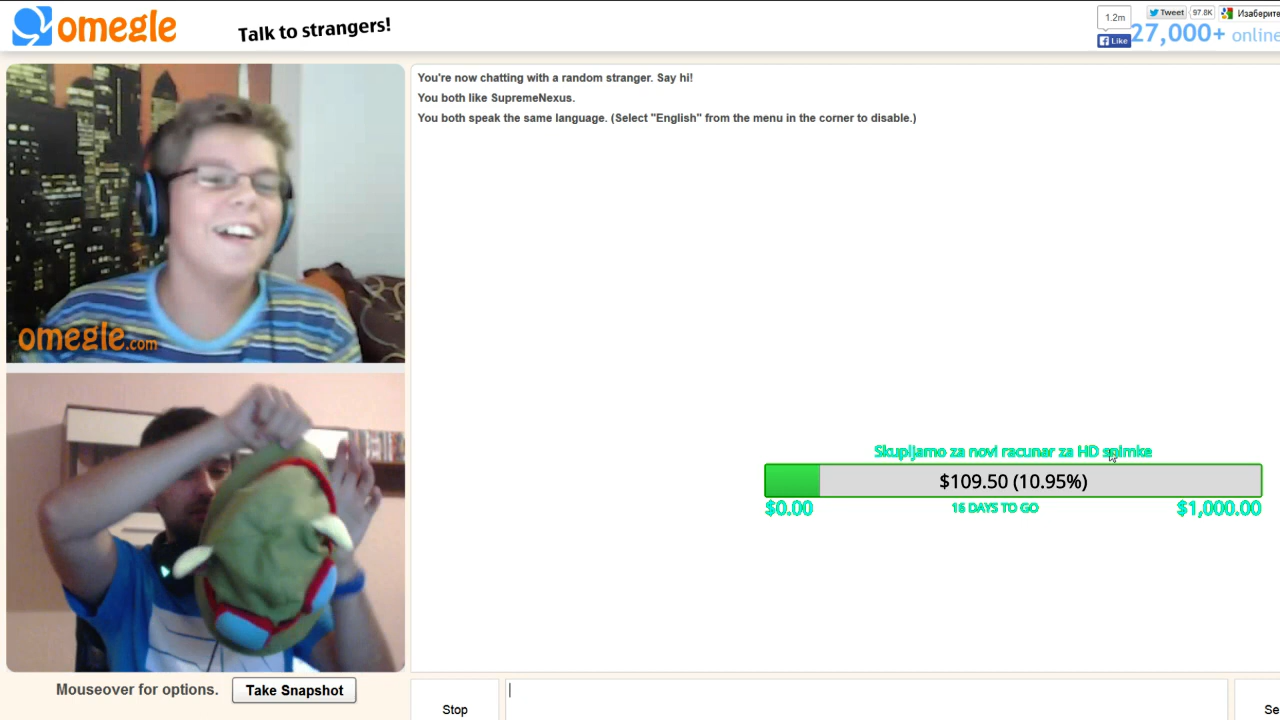 omegle
Talk to strangers!
1.2m
Like
Tweet
97.8K
Изаберите
27,000+ online
You're now chatting with a random stranger. Say hi!
You both like SupremeNexus.
You both speak the same language. (Select "English" from the menu in the corner to disable.)
omegle.com
Skupljamo za novi racunar za HD snimke
$109.50 (10.95%)
$0.00
16 DAYS TO GO
$1,000.00
Mouseover for options.
Take Snapshot
Stop
Se